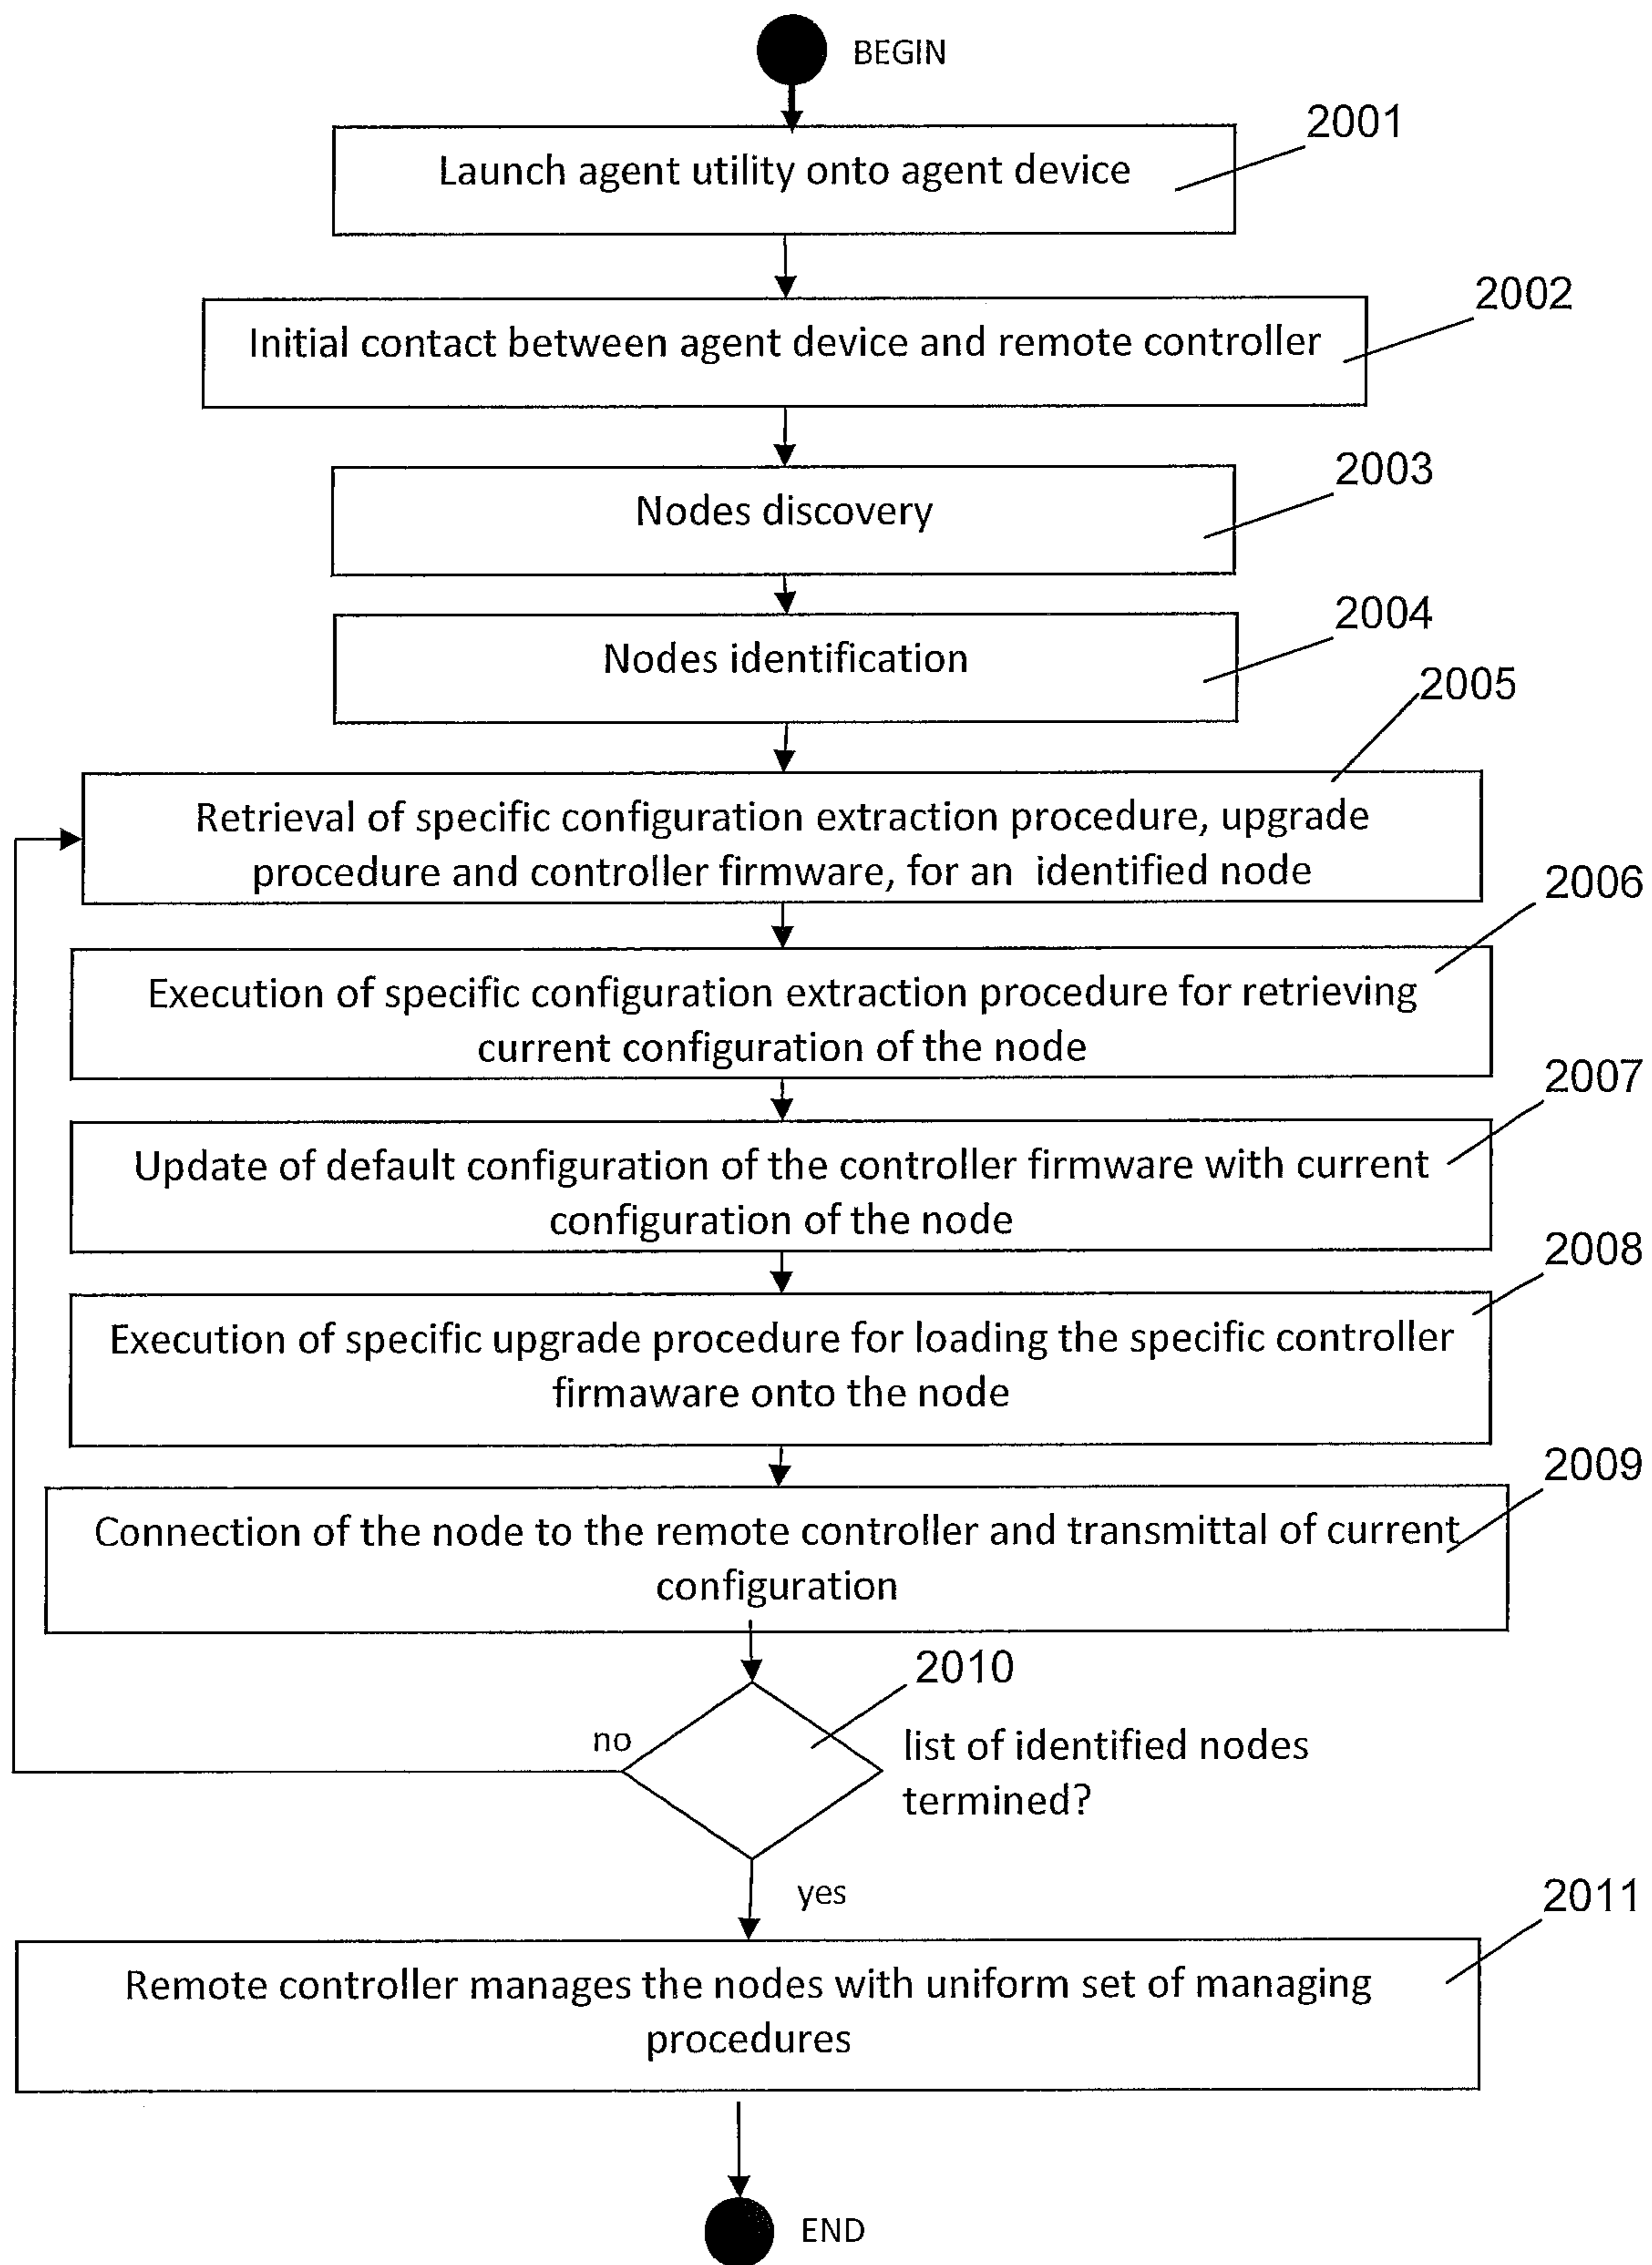 BEGIN
2001
Launch agent utility onto agent device
2002
Initial contact between agent device and remote controller
2003
Nodes discovery
2004
Nodes identification
2005
Retrieval of specific configuration extraction procedure, upgrade
procedure and controller firmware, for an identified node
2006
Execution of specific configuration extraction procedure for retrieving
current configuration of the node
2007
Update of default configuration of the controller firmware with current
configuration of the node
2008
Execution of specific upgrade procedure for loading the specific controller
firmaware onto the node
2009
Connection of the node to the remote controller and transmittal of current
configuration
2010
no
list of identified nodes
termined?
yes
2011
Remote controller manages the nodes with uniform set of managing
procedures
END